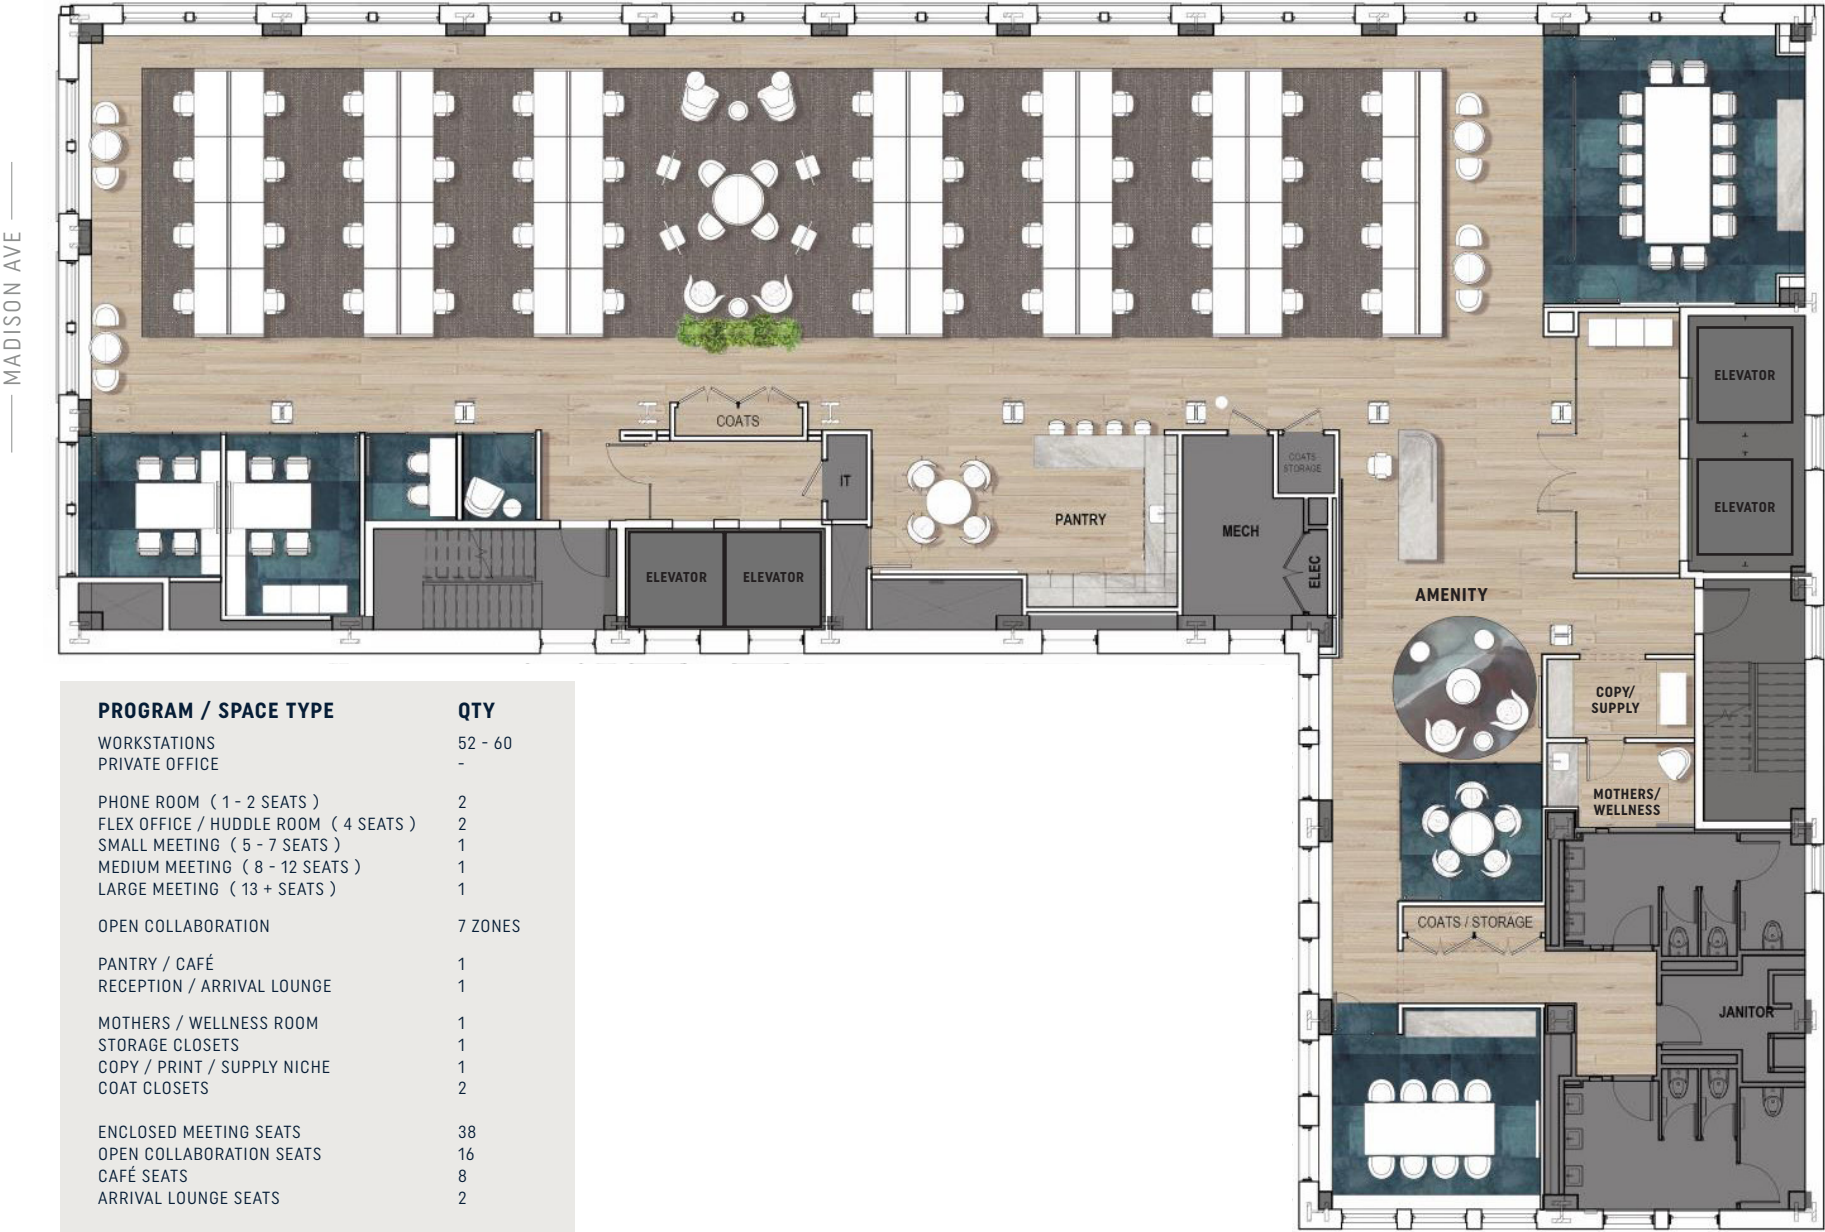 MADISON AVE
ELEVATOR
COATS
COATS
STORAGE
IT
ELEVATOR
PANTRY
MECH
ELEC
ELEVATOR
ELEVATOR
AMENITY
COPY/
SUPPLY
MOTHERS/
WELLNESS
COATS / STORAGE
JANITOR
PROGRAM / SPACE TYPE QTY
WORKSTATIONS 52 - 60
PRIVATE OFFICE -
PHONE ROOM ( 1 - 2 SEATS ) 2
FLEX OFFICE / HUDDLE ROOM ( 4 SEATS ) 2
SMALL MEETING ( 5 - 7 SEATS ) 1
MEDIUM MEETING ( 8 - 12 SEATS ) 1
LARGE MEETING ( 13 + SEATS ) 1
OPEN COLLABORATION 7 ZONES
PANTRY / CAFÉ 1
RECEPTION / ARRIVAL LOUNGE 1
MOTHERS / WELLNESS ROOM 1
STORAGE CLOSETS 1
COPY / PRINT / SUPPLY NICHE 1
COAT CLOSETS 2
ENCLOSED MEETING SEATS 38
OPEN COLLABORATION SEATS 16
CAFÉ SEATS 8
ARRIVAL LOUNGE SEATS 2